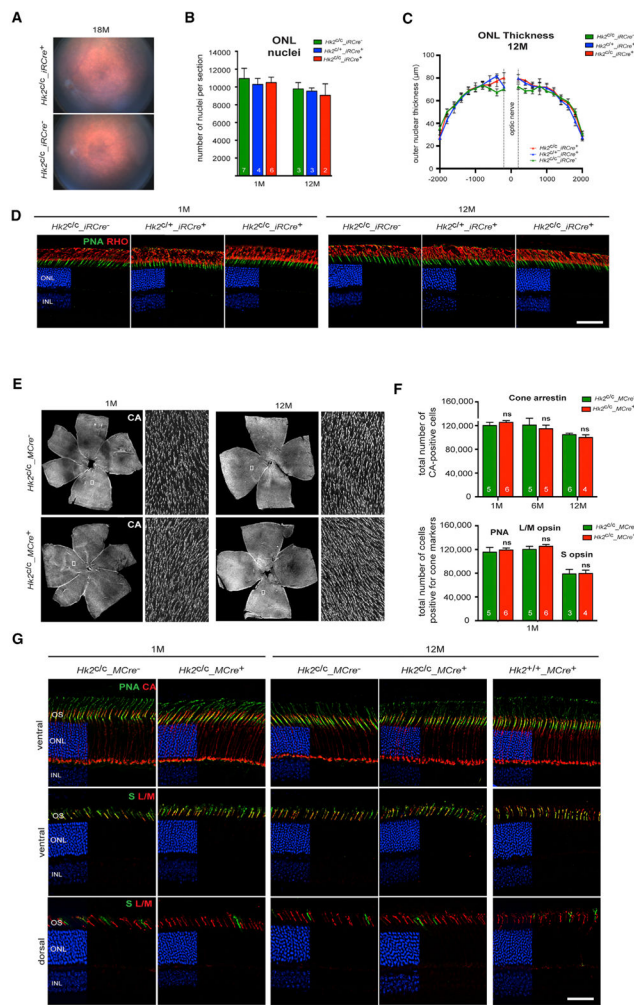 A
18M
Hk2c/c_iRCre+
Hk2c/c_iRCre-
B
ONL
nuclei
Hk2c/c_iRCre-
Hk2c/+_iRCre+
Hk2c/c_iRCre+
number of nuclei per section
14000
12000
10000
8000
6000
4000
2000
0
7
4
6
3
3
2
1M
12M
C
ONL Thickness
12M
Hk2c/c_iRCre-
Hk2c/+_iRCre+
Hk2c/c_iRCre+
outer nuclear thickness (µm)
100
80
60
40
20
0
optic nerve
Hk2c/c_iRCre+
Hk2c/+_iRCre+
Hk2c/c_iRCre-
-2000
-1000
0
1000
2000
D
1M
12M
Hk2c/c_iRCre-
Hk2c/+_iRCre+
Hk2c/c_iRCre+
Hk2c/c_iRCre-
Hk2c/+_iRCre+
Hk2c/c_iRCre+
PNA RHO
ONL
INL
E
1M
12M
CA
Hk2c/c_MCre-
CA
Hk2c/c_MCre+
F
Cone arrestin
Hk2c/c_MCre-
Hk2c/c_MCre+
total number of
CA-positive cells
160,000
120,000
80,000
40,000
0
ns
ns
ns
5
5
5
5
6
4
1M
6M
12M
PNA
L/M opsin
S opsin
Hk2c/c_MCre-
Hk2c/c_MCre+
total number of ccells
positive for cone markers
160,000
120,000
80,000
40,000
0
ns
ns
ns
5
6
5
6
3
4
1M
G
1M
12M
Hk2c/c_MCre-
Hk2c/c_MCre+
Hk2c/c_MCre-
Hk2c/c_MCre+
Hk2+/+_MCre+
PNA CA
OS
ONL
INL
ventral
S L/M
OS
ONL
INL
ventral
S L/M
OS
ONL
INL
dorsal